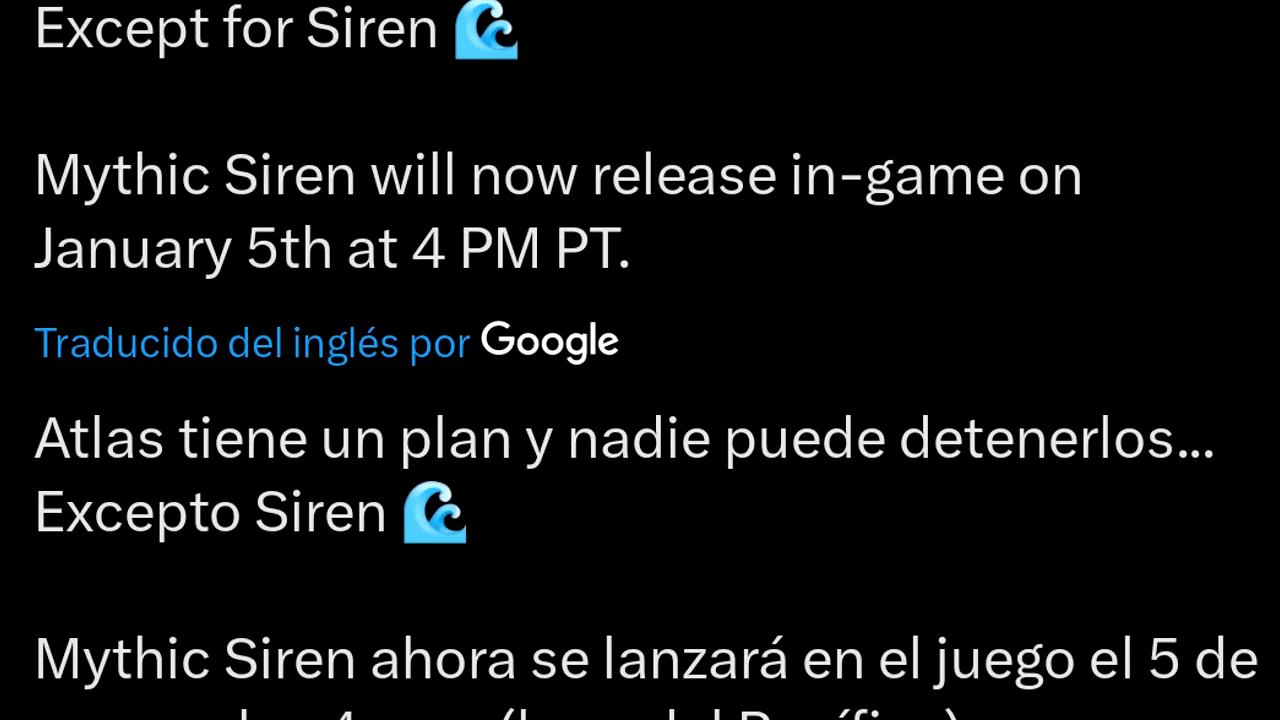 Except for Siren 🌊
Mythic Siren will now release in-game on
January 5th at 4 PM PT.
Traducido del inglés por Google
Atlas tiene un plan y nadie puede detenerlos...
Excepto Siren 🌊
Mythic Siren ahora se lanzará en el juego el 5 de